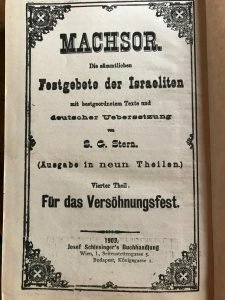 MACHSOR.
Die sämmtlichen
Festgebete der Israeliten
mit bestgeordnetem Texte und
deutscher Uebersetzung
von
S. G. Stern.
(Ausgabe in neun Theilen.)
Vierter Theil:
Für das Versöhnungsfest.
1903.
Josef Schlesinger's Buchhandlung
Wien, I., Seitenstettengasse 5.
Budapest, Königsgasse 1.